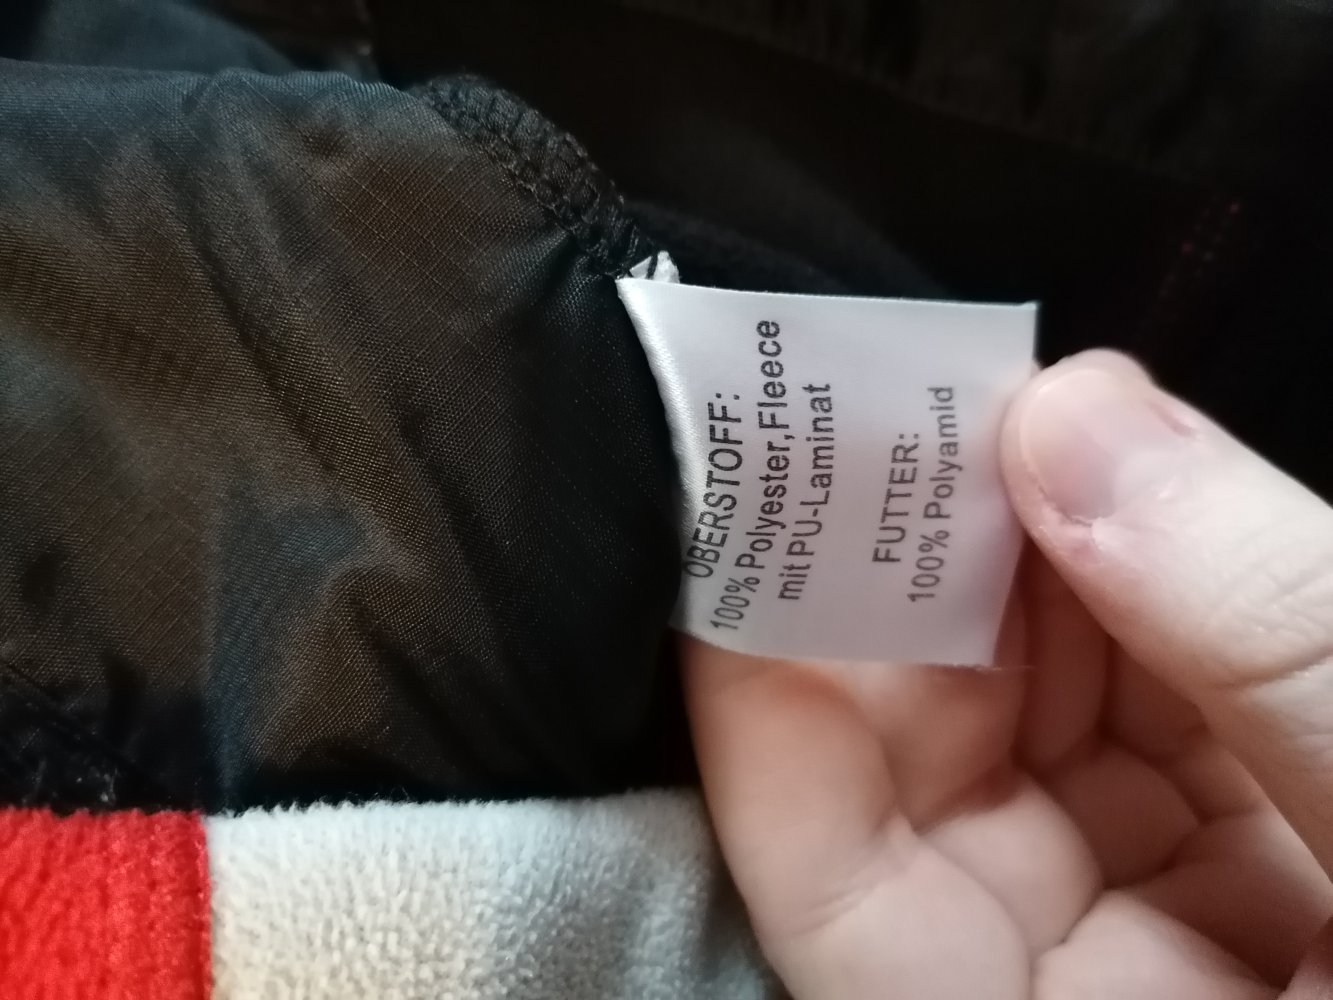 OBERSTOFF:
100% Polyester,Fleece
mit PU-Laminat
FUTTER:
100% Polyamid